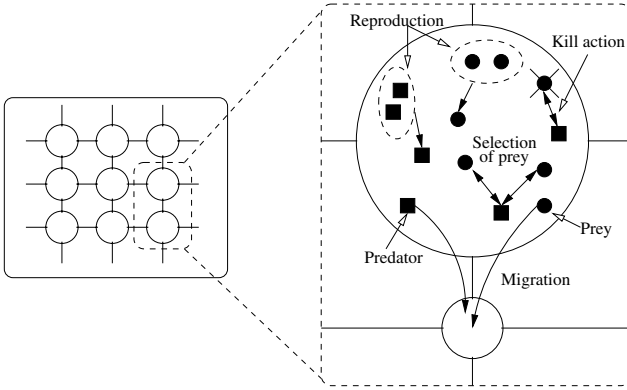 Reproduction
Kill action
Selection
of prey
Predator
Prey
Migration